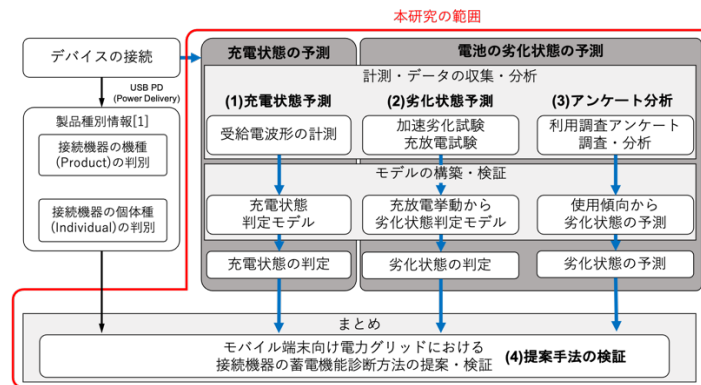 本研究の範囲
デバイスの接続
USB PD
(Power Delivery)
製品種別情報[1]
接続機器の機種
(Product)の判別
接続機器の個体種
(Individual)の判別
充電状態の予測
電池の劣化状態の予測
計測・データの収集・分析
(1)充電状態予測
(2)劣化状態予測
(3)アンケート分析
受給電波形の計測
加速劣化試験
充放電試験
利用調査アンケート
調査・分析
モデルの構築・検証
充電状態
判定モデル
充放電挙動から
劣化状態判定モデル
使用傾向から
劣化状態の予測
充電状態の判定
劣化状態の判定
劣化状態の予測
まとめ
モバイル端末向け電力グリッドにおける
接続機器の蓄電機能診断方法の提案・検証
(4)提案手法の検証